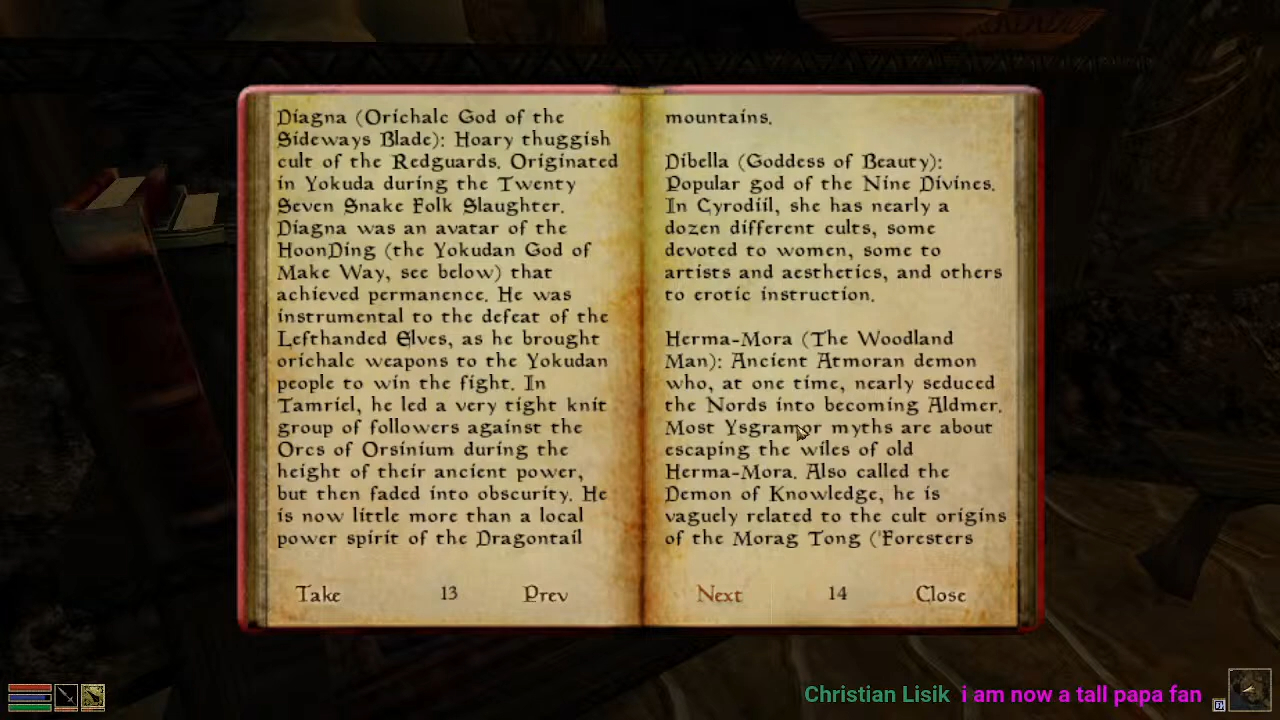 Diagna (Orichalc God of the
Sideways Blade): Hoary thuggish
cult of the Redguards. Originated
in Yokuda during the Twenty
Seven Snake Folk Slaughter.
Diagna was an avatar of the
HoonDing (the Yokudan God of
Make Way, see below) that
achieved permanence. He was
instrumental to the defeat of the
Lefthanded Elves, as he brought
orichalc weapons to the Yokudan
people to win the fight. In
Tamriel, he led a very tight knit
group of followers against the
Orcs of Orsinium during the
height of their ancient power,
but then faded into obscurity. He
is now little more than a local
power spirit of the Dragontail
mountains.
Dibella (Goddess of Beauty):
Popular god of the Nine Divines.
In Cyrodiil, she has nearly a
dozen different cults, some
devoted to women, some to
artists and aesthetics, and others
to erotic instruction.
Herma-Mora (The Woodland
Man): Ancient Atmoran demon
who, at one time, nearly seduced
the Nords into becoming Aldmer.
Most Ysgramor myths are about
escaping the wiles of old
Herma-Mora. Also called the
Demon of Knowledge, he is
vaguely related to the cult origins
of the Morag Tong ('Foresters
Take 13 Prev Next 14 Close
Christian Lisik i am now a tall papa fan